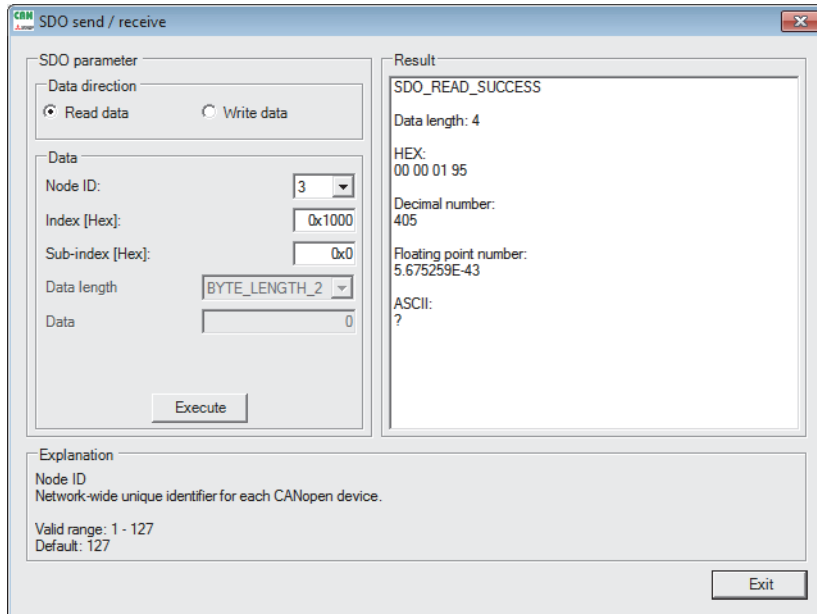 CAN
SDO send / receive
SDO parameter
Data direction
Read data
Write data
Data
Node ID:
3
Index [Hex]:
0x1000
Sub-index [Hex]:
0x0
Data length
BYTE_LENGTH_2
Data
0
Execute
Result
SDO_READ_SUCCESS
Data length: 4
HEX:
00 00 01 95
Decimal number:
405
Floating point number:
5.675259E-43
ASCII:
?
Explanation
Node ID
Network-wide unique identifier for each CANopen device.
Valid range: 1 - 127
Default: 127
Exit